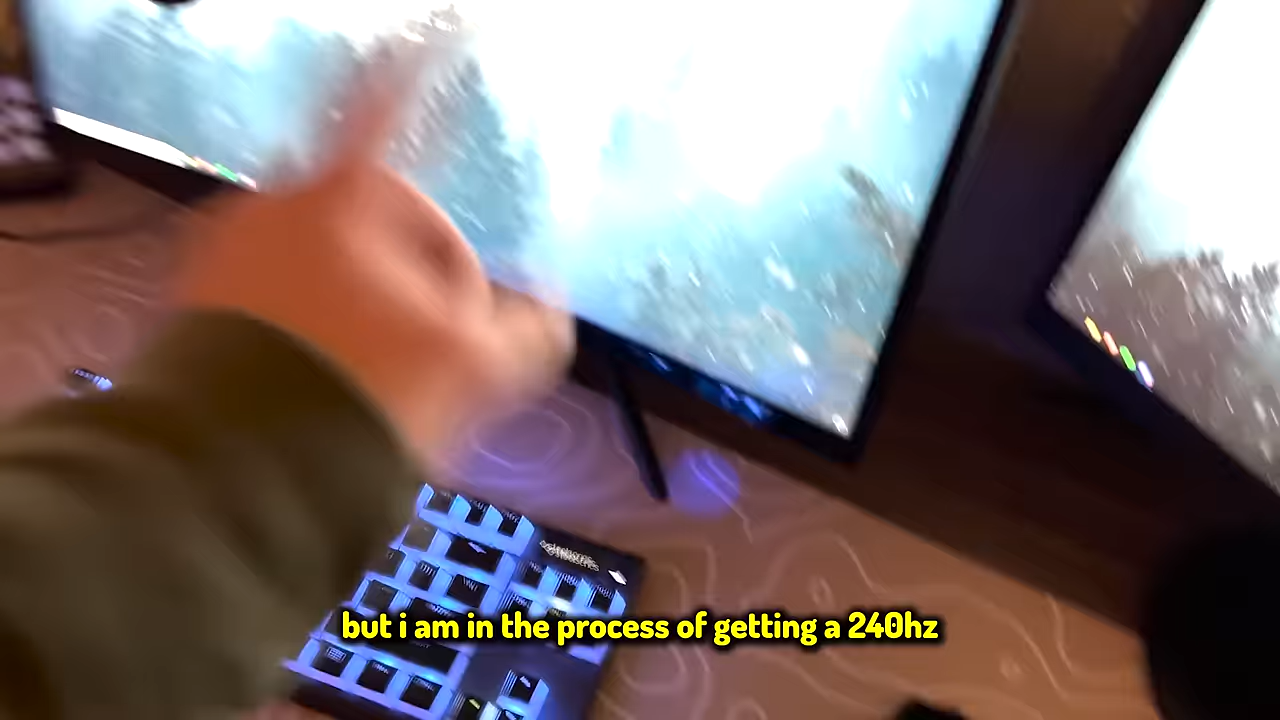 but i am in the process of getting a 240hz